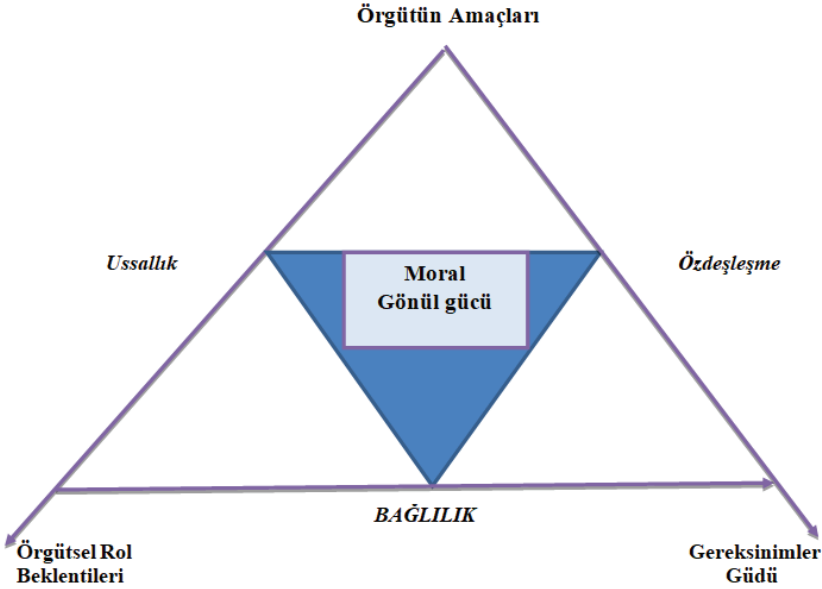 Örgütün Amaçları
Ussallık
Özdeşleşme
Moral
Gönül gücü
BAĞLILIK
Örgütsel Rol
Beklentileri
Gereksinimler
Güdü